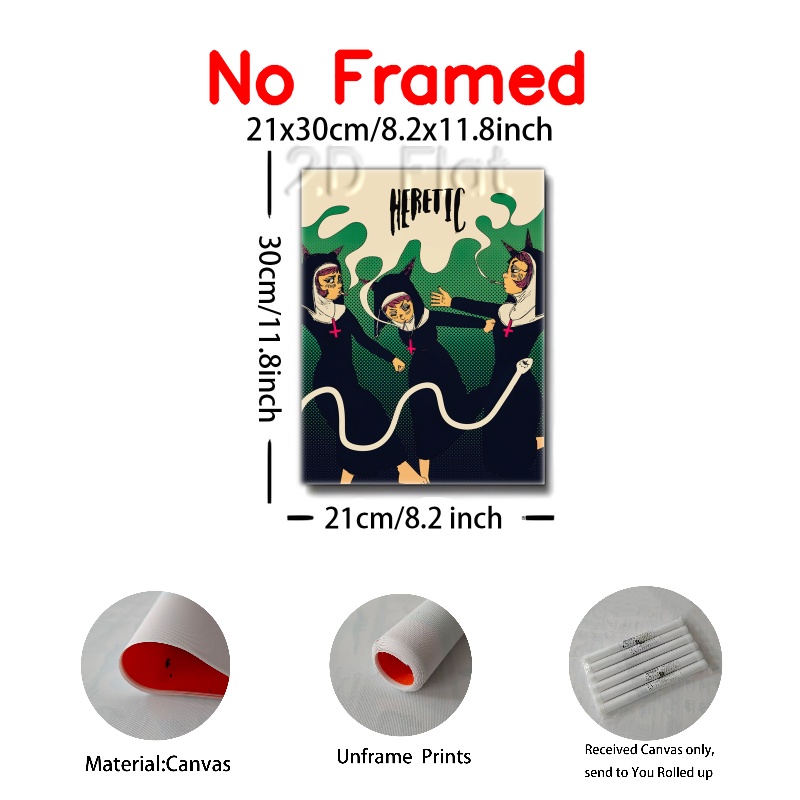 No Framed
21x30cm/8.2x11.8inch
2D Flat
HERETIC
30cm/11.8inch
21cm/8.2 inch
Material:Canvas
Unframe Prints
Received Canvas only,
send to You Rolled up